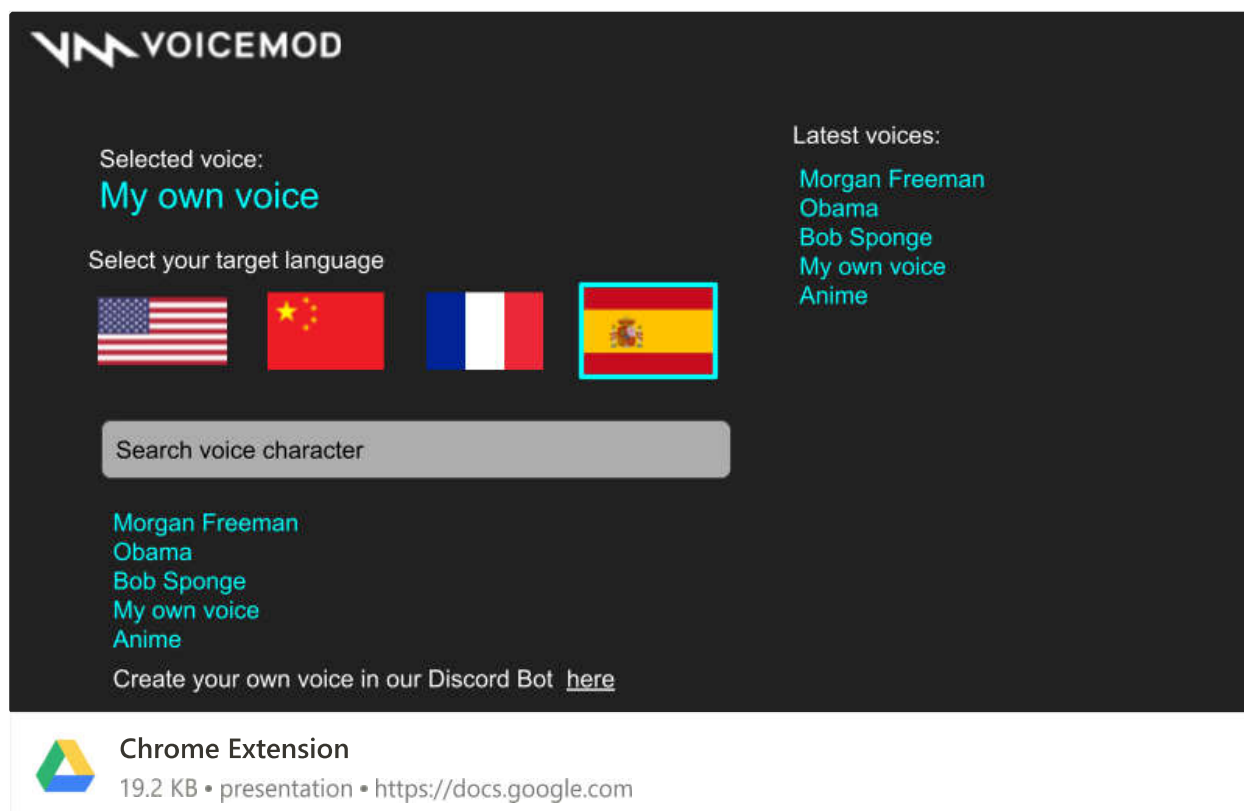 VOICEMOD
Selected voice:
My own voice
Select your target language
Search voice character
Morgan Freeman
Obama
Bob Sponge
My own voice
Anime
Create your own voice in our Discord Bot here
Latest voices:
Morgan Freeman
Obama
Bob Sponge
My own voice
Anime
Chrome Extension
19.2 KB • presentation • https://docs.google.com